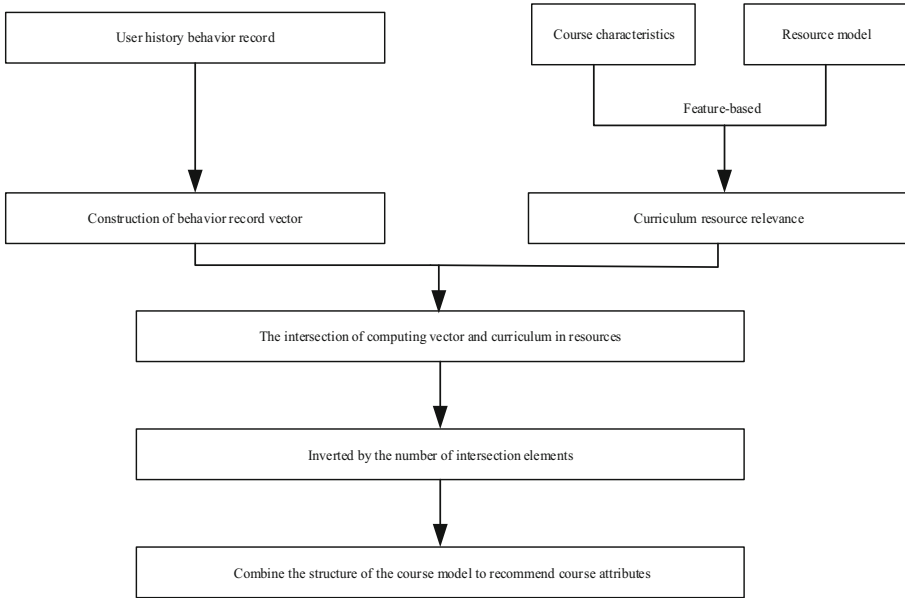 User history behavior record
Course characteristics
Resource model
Feature-based
Construction of behavior record vector
Curriculum resource relevance
The intersection of computing vector and curriculum in resources
Inverted by the number of intersection elements
Combine the structure of the course model to recommend course attributes